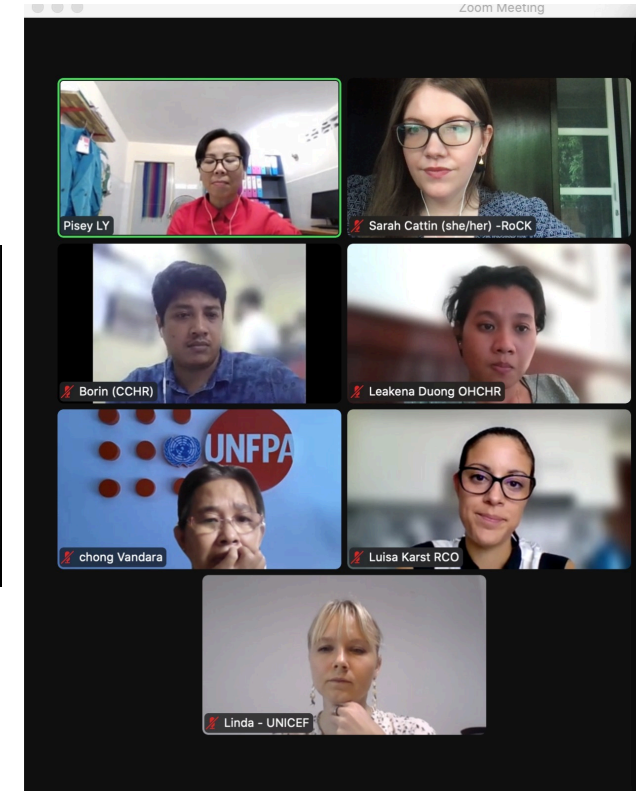 Zoom Meeting
Pisey LY
Sarah Cattin (she/her) -RoCK
Borin (CCHR)
Leakena Duong OHCHR
UNFPA
chong Vandara
Luisa Karst RCO
Linda - UNICEF